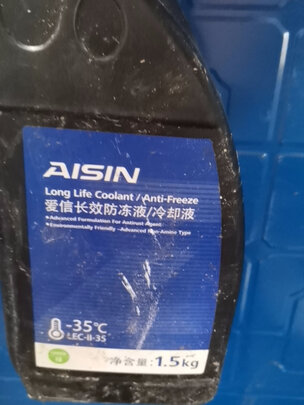 AISIN
Long Life Coolant / Anti-Freeze
爱信长效防冻液/冷却液
Advanced Formulation For Antirust Agent
Environmentally Friendly -Advanced Non-Amine Type
-35℃
LEC-II-35
净含量: 1.5kg